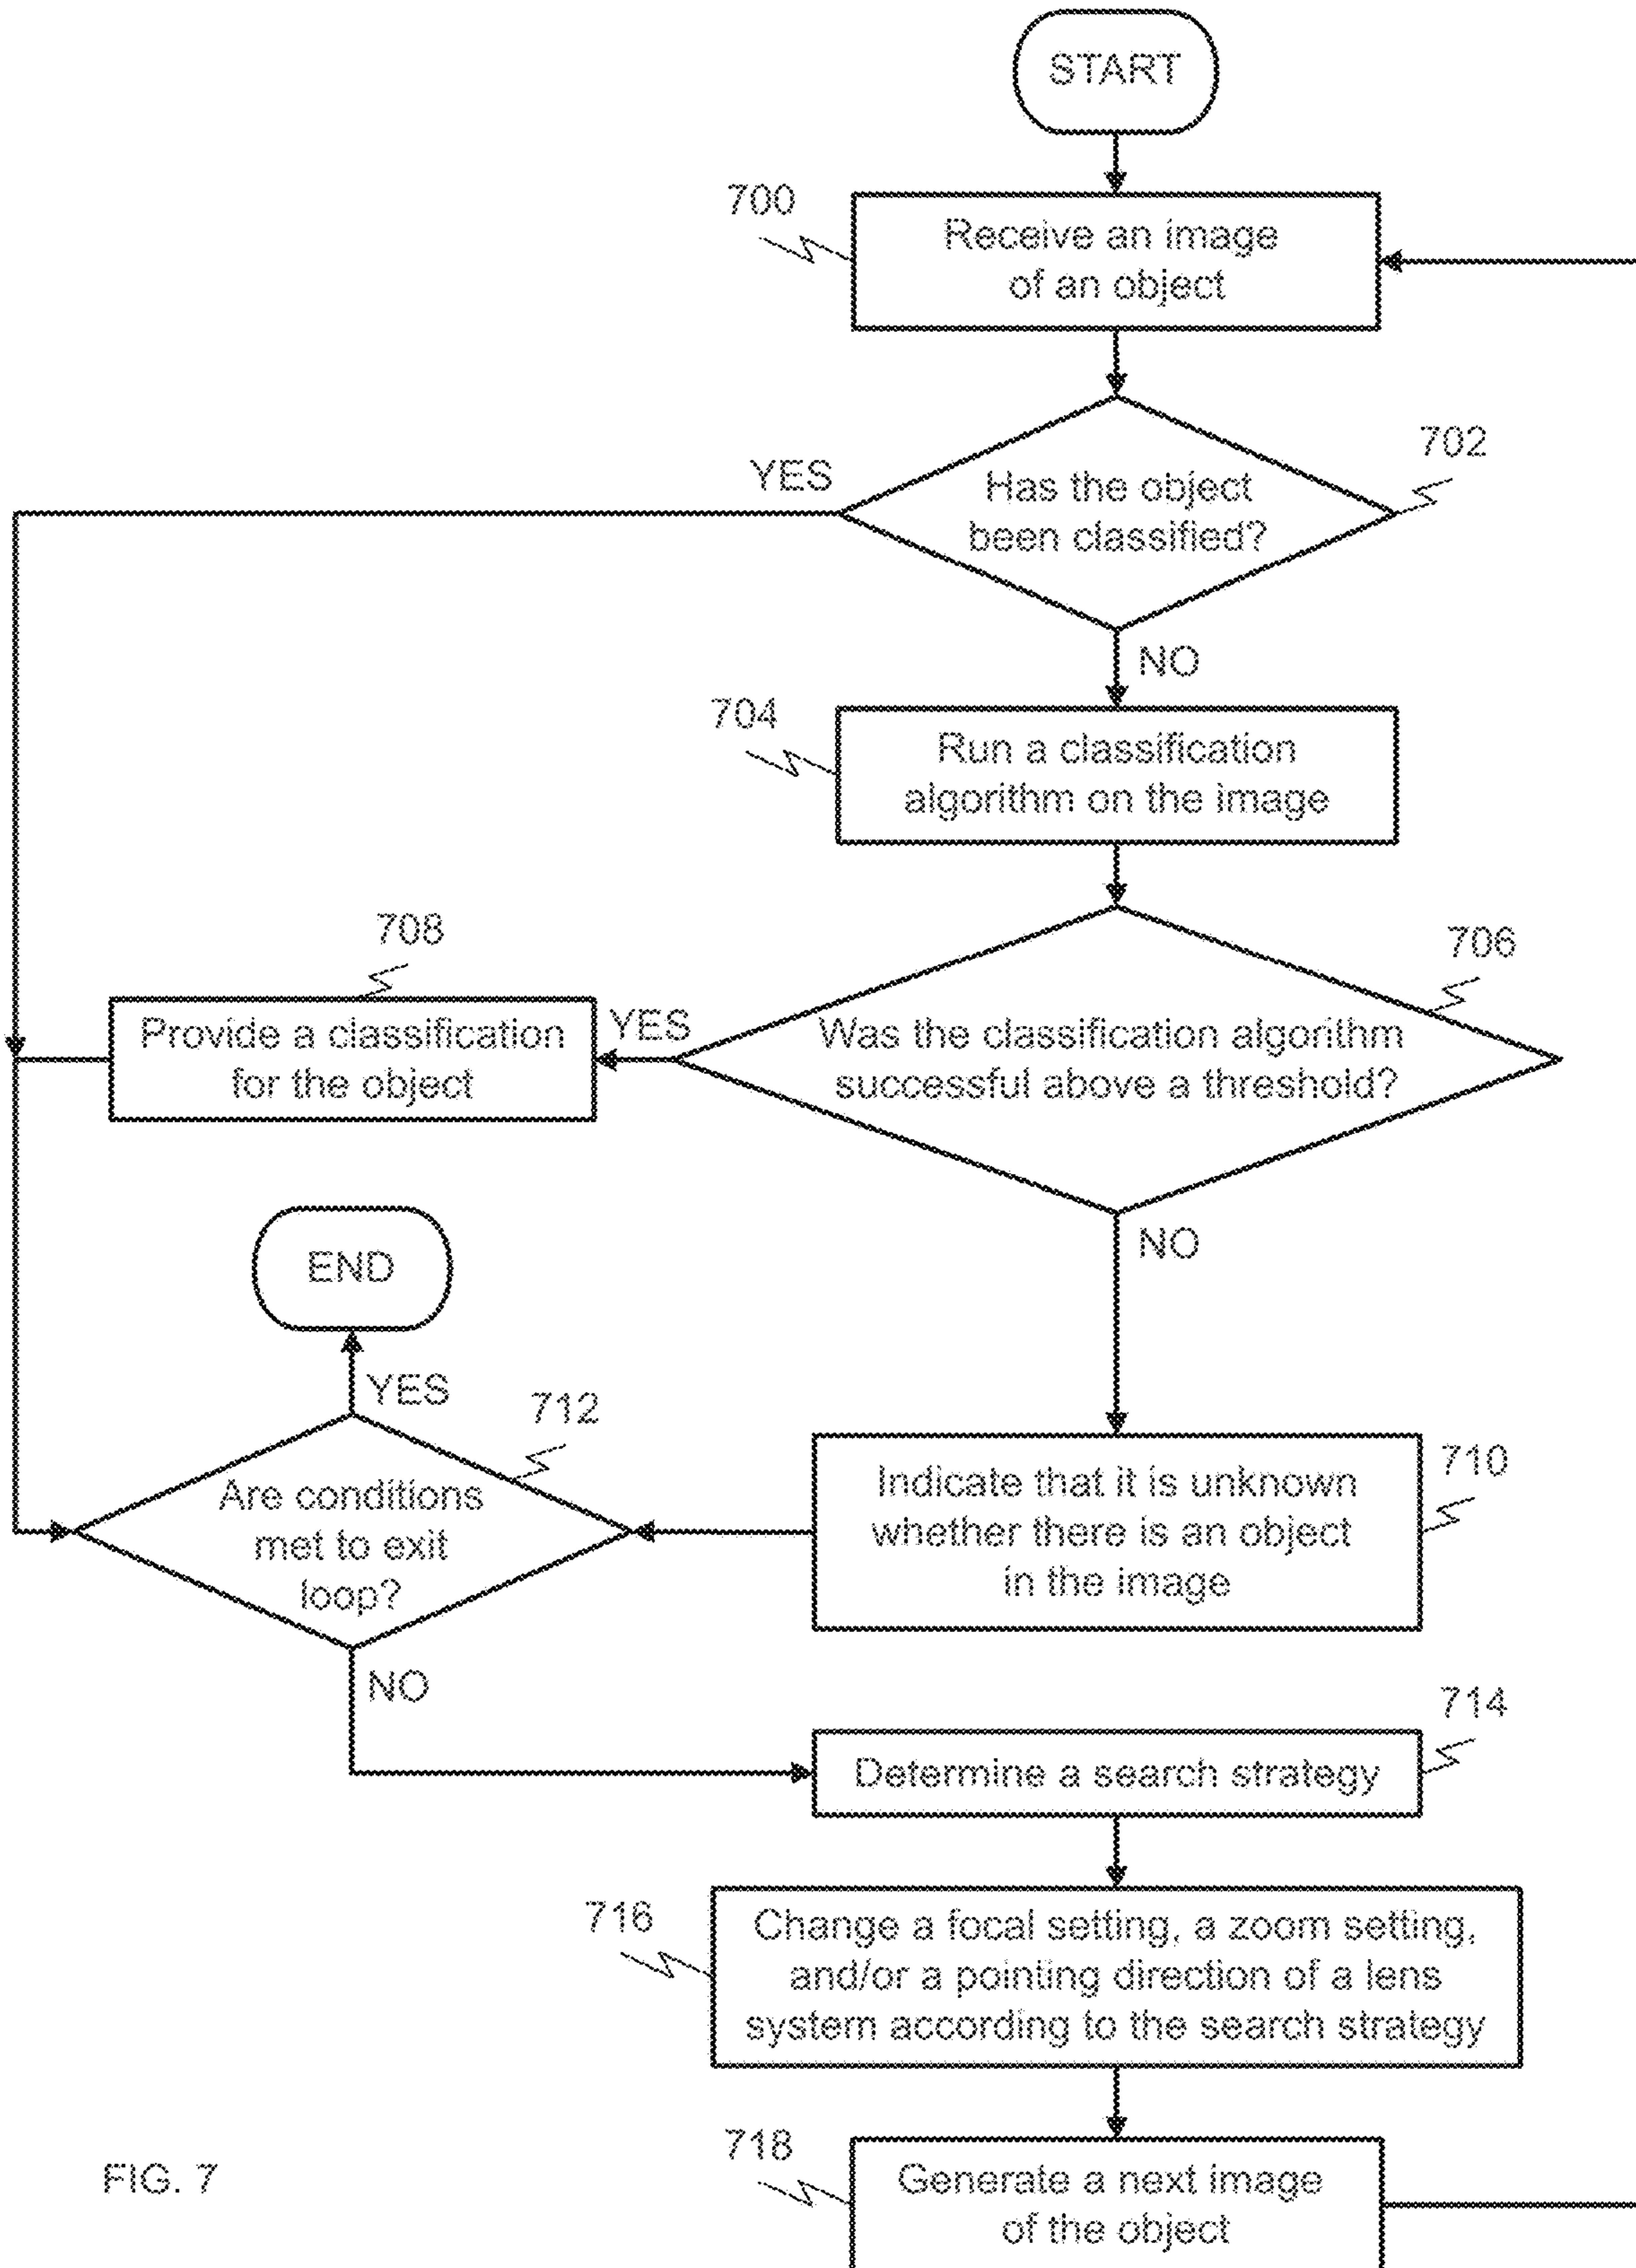 START
700
Receive an image
of an object
702
YES
Has the object
been classified?
NO
704
Run a classification
algorithm on the image
708
706
Provide a classification
for the object
YES
Was the classification algorithm
successful above a threshold?
NO
END
YES
712
Are conditions
met to exit
loop?
710
Indicate that it is unknown
whether there is an object
in the image
NO
714
Determine a search strategy
716
Change a focal setting, a zoom setting,
and/or a pointing direction of a lens
system according to the search strategy
718
Generate a next image
of the object
FIG. 7